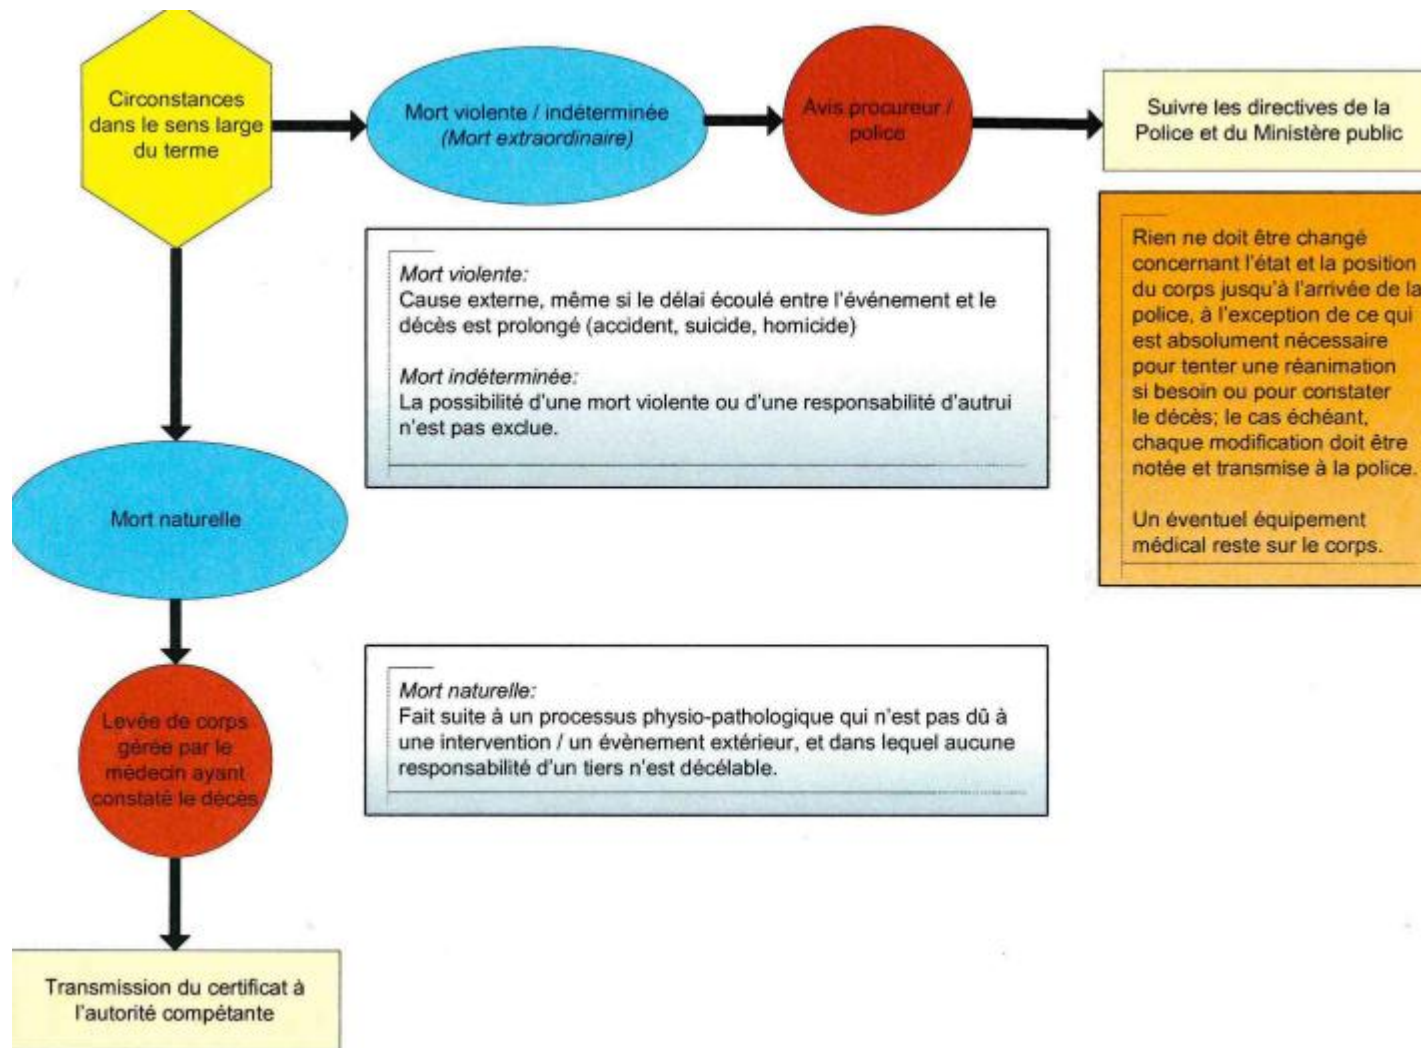 Circonstances
dans le sens large
du terme
Mort violente / indéterminée
(Mort extraordinaire)
Avis procureur /
police
Suivre les directives de la
Police et du Ministère public
Mort violente:
Cause externe, même si le délai écoulé entre l'événement et le
décès est prolongé (accident, suicide, homicide)
Mort indéterminée:
La possibilité d'une mort violente ou d'une responsabilité d'autrui
n'est pas exclue.
Rien ne doit être changé
concernant l'état et la position
du corps jusqu'à l'arrivée de la
police, à l'exception de ce qui
est absolument nécessaire
pour tenter une réanimation
si besoin ou pour constater
le décès; le cas échéant,
chaque modification doit être
notée et transmise à la police.
Un éventuel équipement
médical reste sur le corps.
Mort naturelle
Levée de corps
gérée par le
médecin ayant
constaté le décès
Mort naturelle:
Fait suite à un processus physio-pathologique qui n'est pas dû à
une intervention / un évènement extérieur, et dans lequel aucune
responsabilité d'un tiers n'est décélable.
Transmission du certificat à
l'autorité compétante